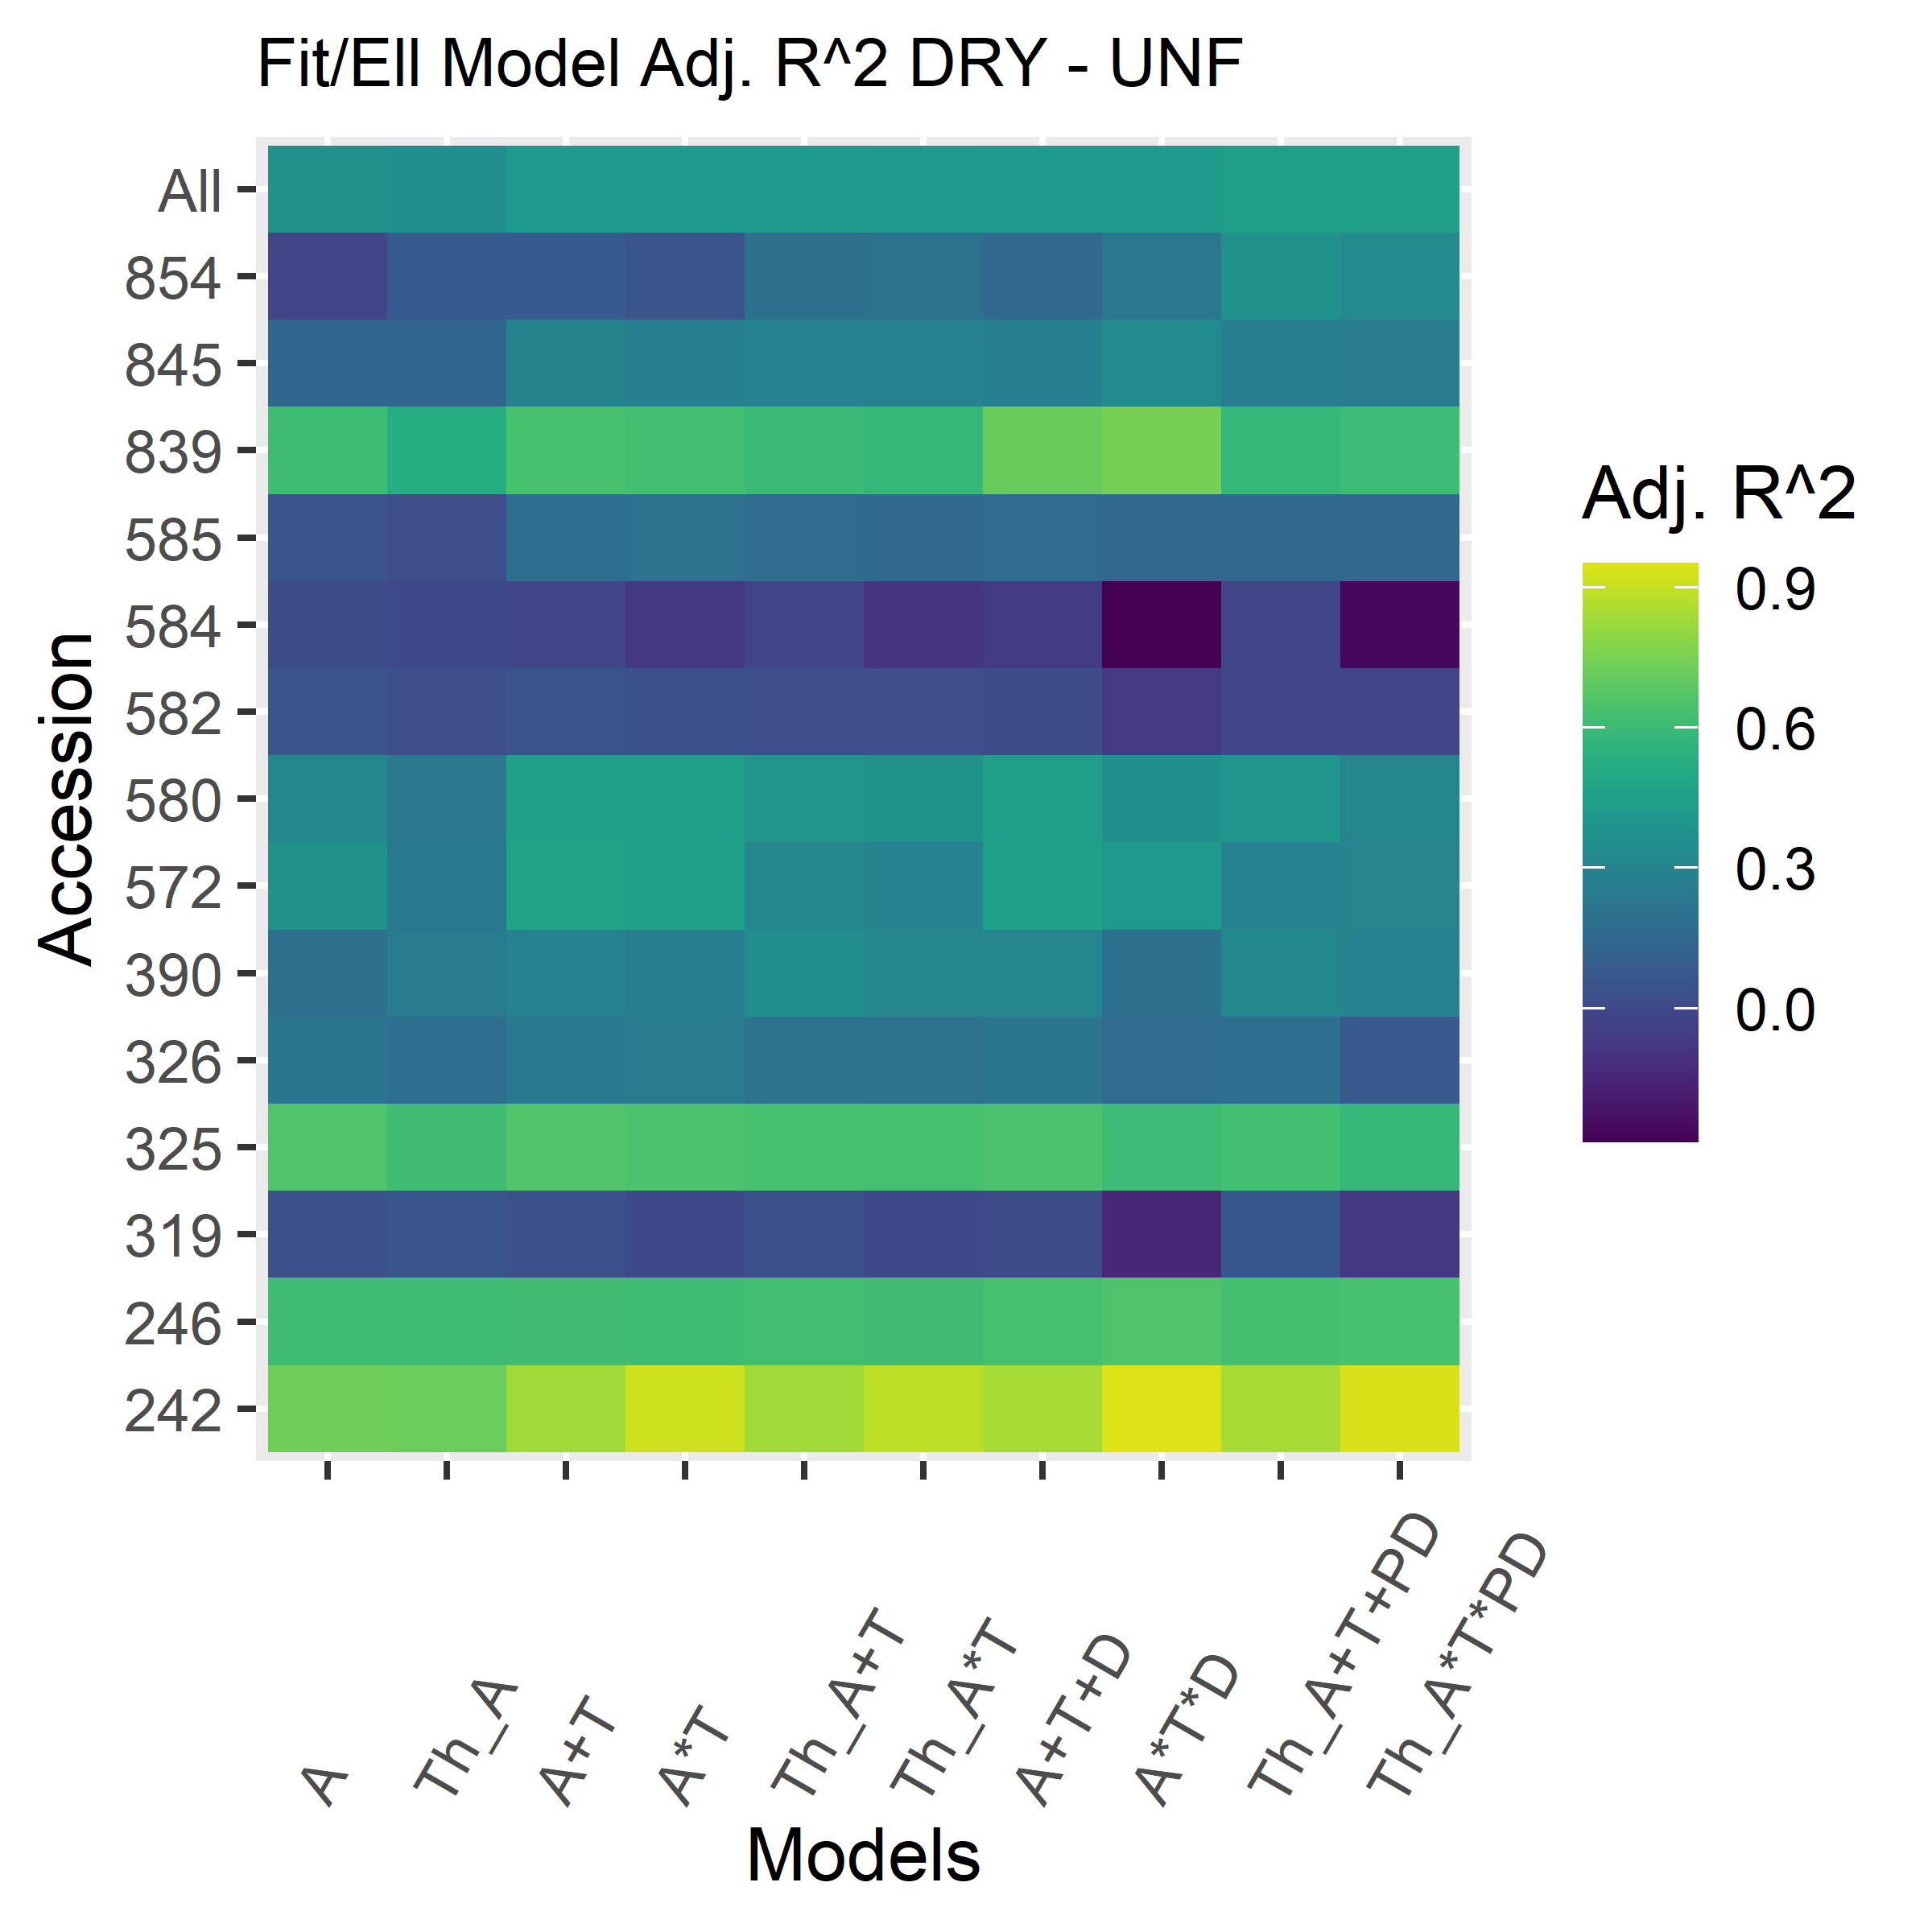 Fit/Ell Model Adj. R^2 DRY - UNF
Accession
All
854
845
839
585
584
582
580
572
390
326
325
319
246
242
A
Th_A
A+T
A*T
Th_A+T
Th_A*T
A+T+D
A*T*D
Th_A+T+PD
Th_A*T*PD
Models
Adj. R^2
0.9
0.6
0.3
0.0